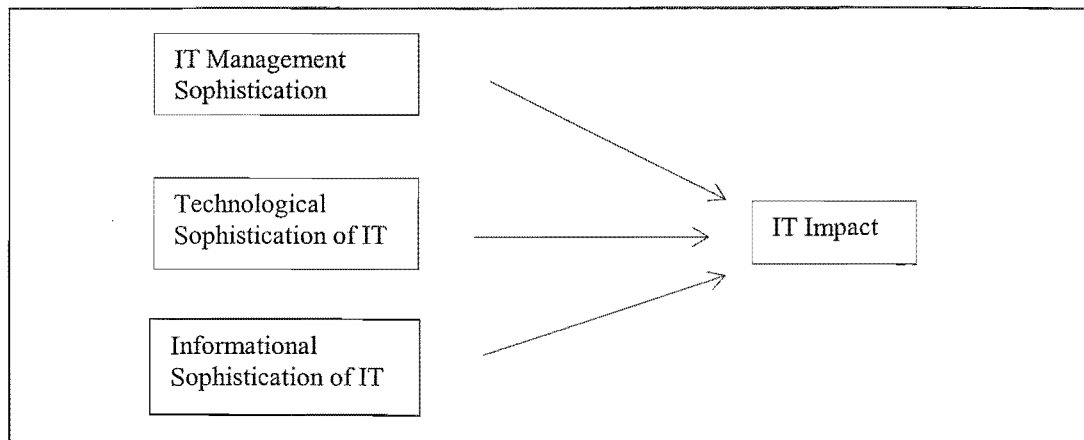 IT Management
Sophistication
Technological
Sophistication of IT
IT Impact
Informational
Sophistication of IT